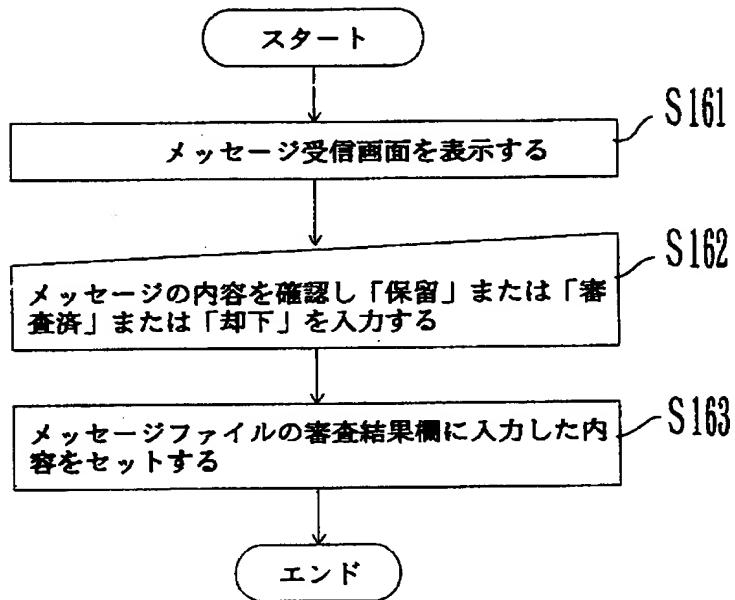 スタート
S161
メッセージ受信画面を表示する
S162
メッセージの内容を確認し「保留」または「審
査済」または「却下」を入力する
S163
メッセージファイルの審査結果欄に入力した内
容をセットする
エンド